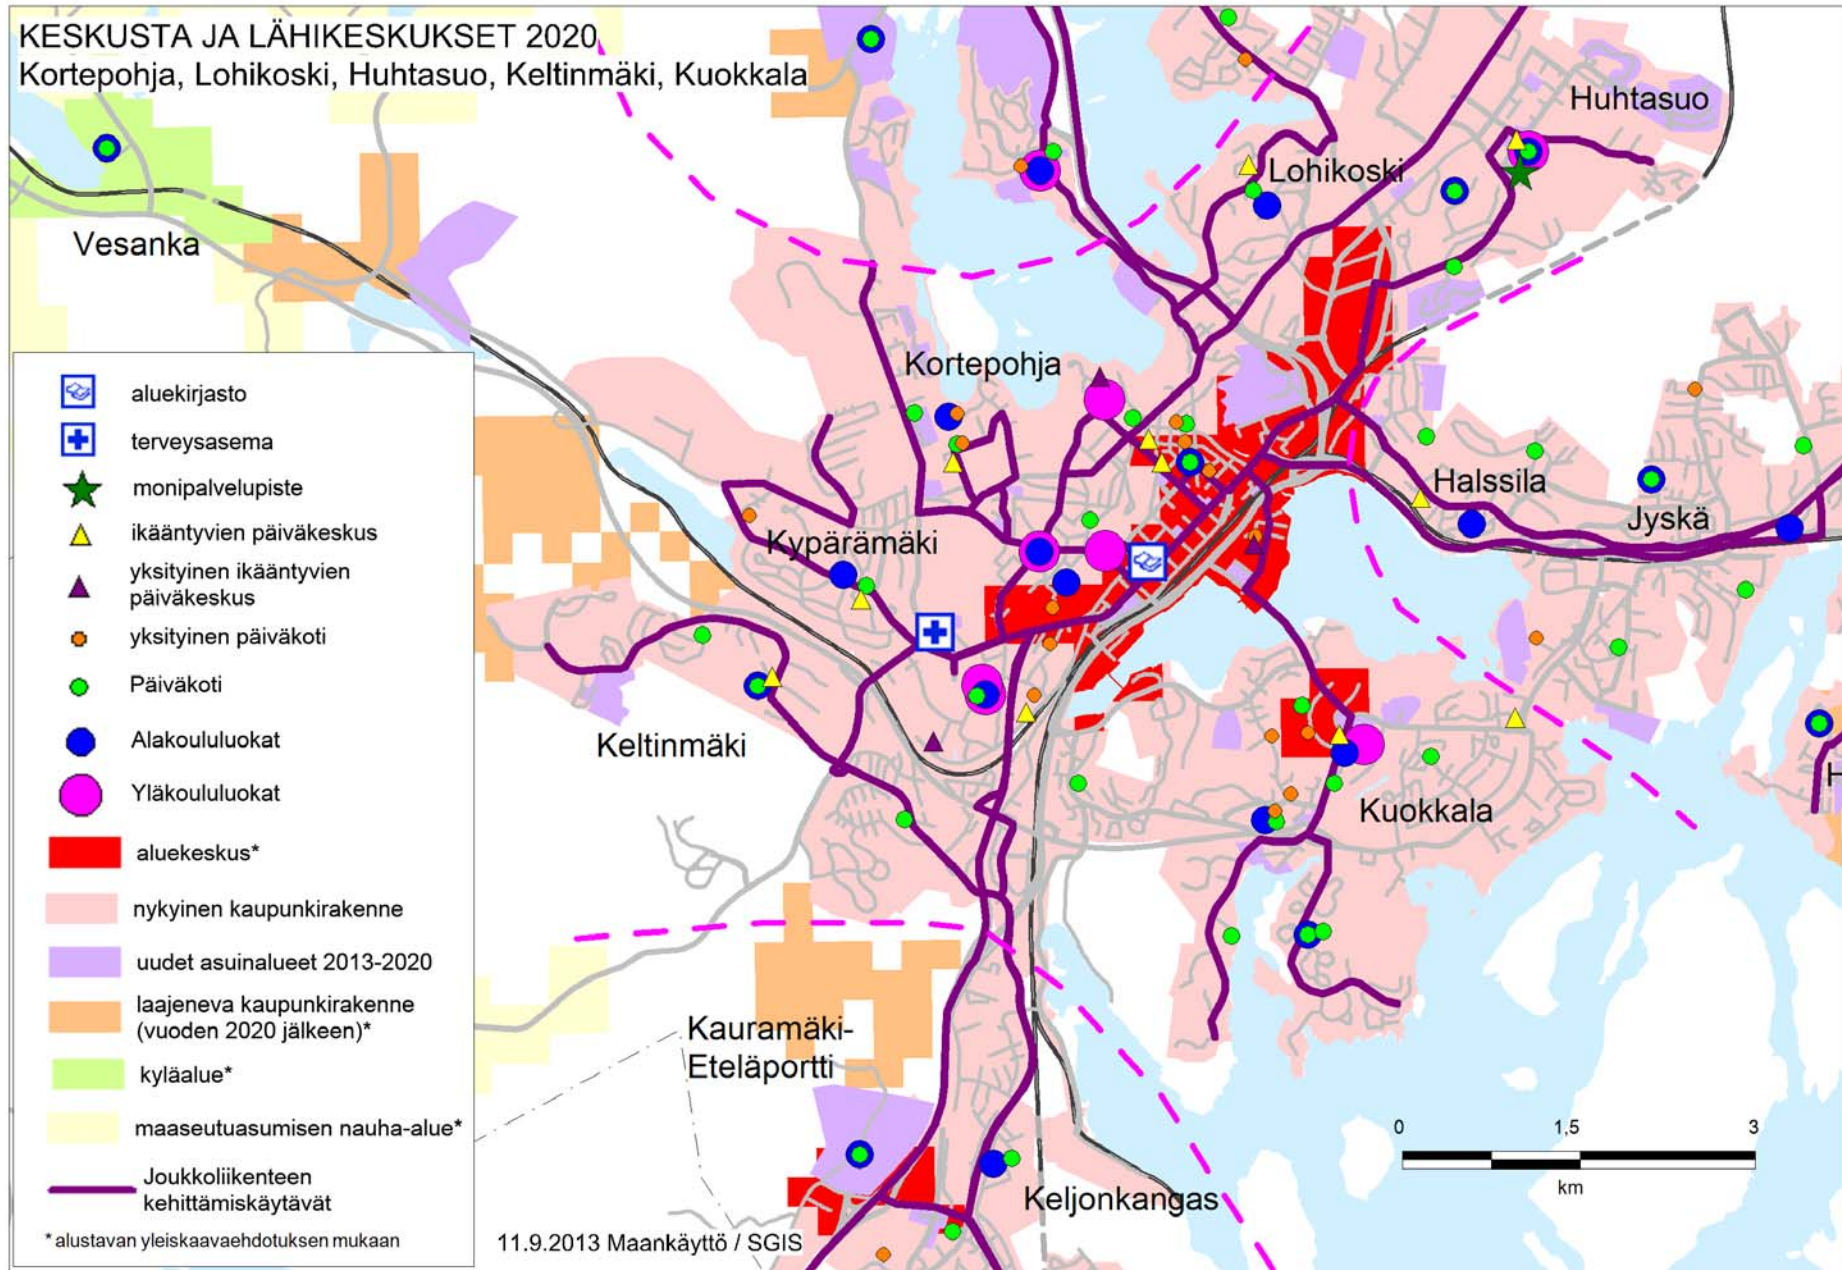 KESKUSTA JA LÄHIKESKUKSET 2020
Kortepohja, Lohikoski, Huhtasuo, Keltinmäki, Kuokkala
Huhtasuo
Lohikoski
Vesanka
Kortepohja
Halssila
Jyskä
Kypärämäki
Keltinmäki
Kuokkala
H
Kauramäki-
Eteläportti
Keljonkangas
aluekirjasto
terveysasema
monipalvelupiste
ikääntyvien päiväkeskus
yksityinen ikääntyvien
päiväkeskus
yksityinen päiväkoti
Päiväkoti
Alakoululuokat
Yläkoululuokat
aluekeskus*
nykyinen kaupunkirakenne
uudet asuinalueet 2013-2020
laajeneva kaupunkirakenne
(vuoden 2020 jälkeen)*
kyläalue*
maaseutuasumisen nauha-alue*
Joukkoliikenteen
kehittämiskäytävät
* alustavan yleiskaavaehdotuksen mukaan
11.9.2013 Maankäyttö / SGIS
0 1,5 3
km